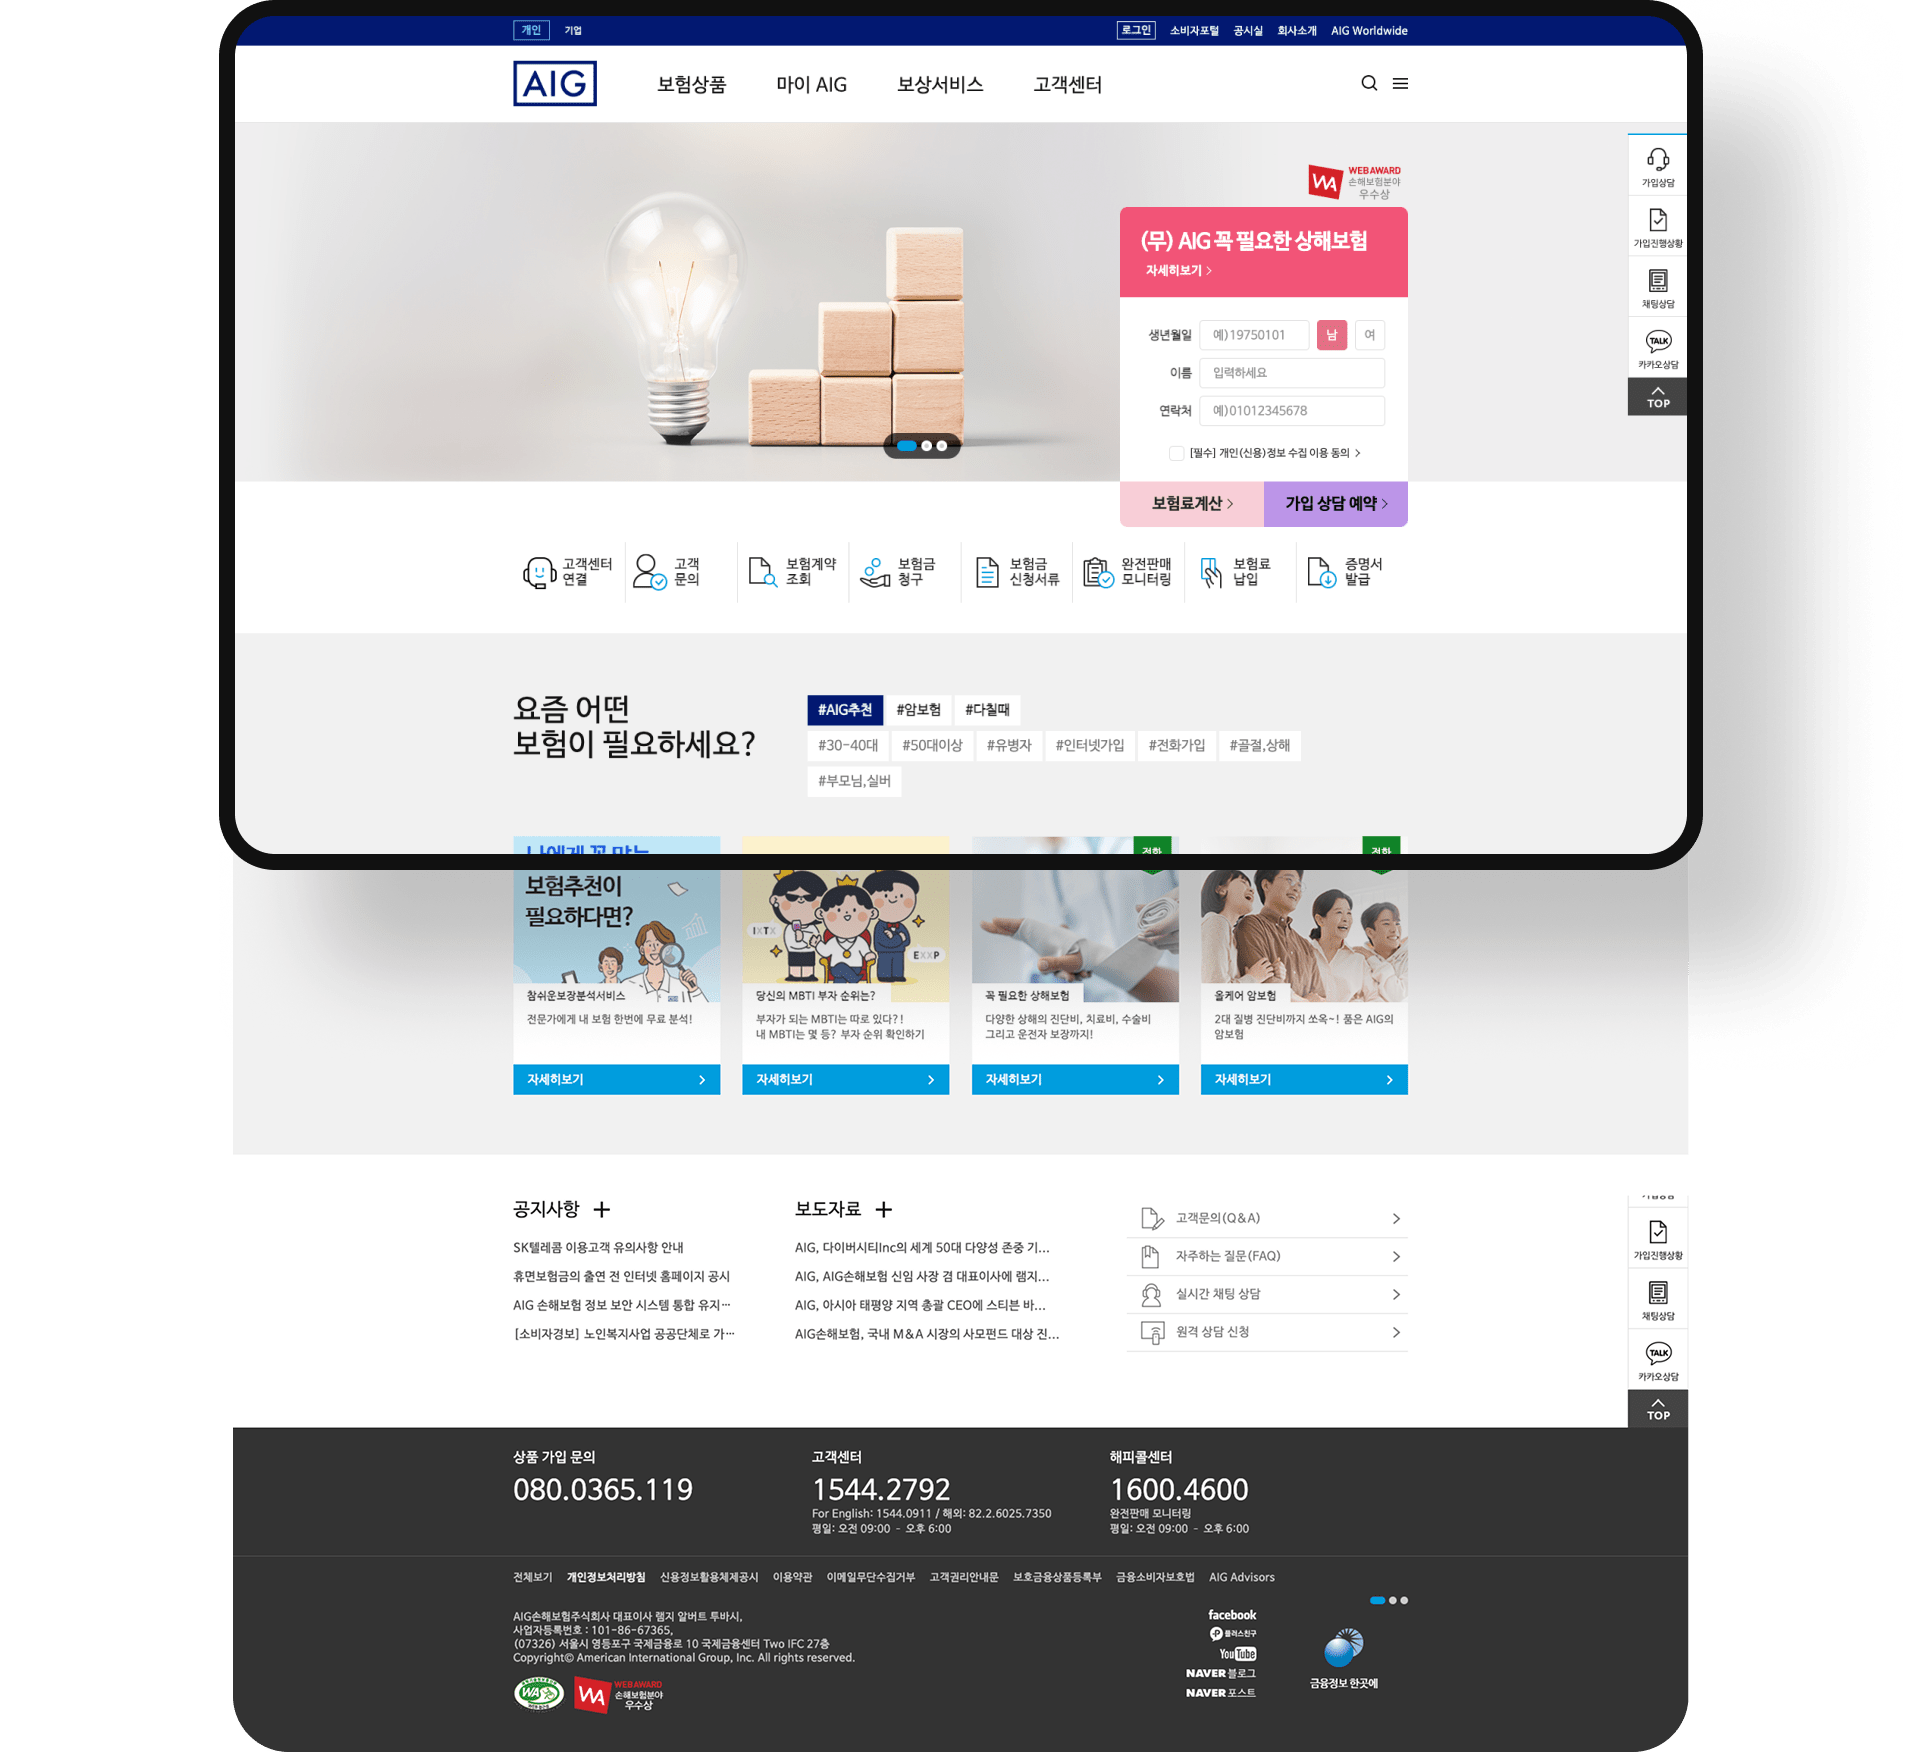 개인 기업
로그인 소비자포털 공시실 회사소개 AIG Worldwide
AIG 보험상품 마이 AIG 보상서비스 고객센터
WEB AWARD
손해보험분야
우수상
(무) AIG 꼭 필요한 상해보험
자세히보기
생년월일 예)19750101 남 여
이름 입력하세요
연락처 예)01012345678
[필수] 개인(신용)정보 수집 이용 동의
보험료계산 가입 상담 예약
가입상담
가입진행상황
채팅상담
TALK
카카오상담
TOP
고객센터
연결
고객
문의
보험계약
조회
보험금
청구
보험금
신청서류
완전판매
모니터링
보험료
납입
증명서
발급
요즘 어떤
보험이 필요하세요?
#AIG추천 #암보험 #다칠때
#30-40대 #50대이상 #유병자 #인터넷가입 #전화가입 #골절,상해
#부모님,실버
나에게 꼭 맞는
보험추천이
필요하다면?
참쉬운보장분석서비스
전문가에게 내 보험 한번에 무료 분석!
자세히보기
IXTX
EXXP
당신의 MBTI 부자 순위는?
부자가 되는 MBTI는 따로 있다?!
내 MBTI는 몇 등? 부자 순위 확인하기
자세히보기
전화
꼭 필요한 상해보험
다양한 상해의 진단비, 치료비, 수술비
그리고 운전자 보장까지!
자세히보기
전화
올케어 암보험
2대 질병 진단비까지 쏘옥~! 품은 AIG의
암보험
자세히보기
공지사항
SK텔레콤 이용고객 유의사항 안내
휴면보험금의 출연 전 인터넷 홈페이지 공시
AIG 손해보험 정보 보안 시스템 통합 유지…
[소비자경보] 노인복지사업 공공단체로 가…
보도자료
AIG, 다이버시티Inc의 세계 50대 다양성 존중 기...
AIG, AIG손해보험 신임 사장 겸 대표이사에 램지...
AIG, 아시아 태평양 지역 총괄 CEO에 스티븐 바...
AIG손해보험, 국내 M&A 시장의 사모펀드 대상 진...
고객문의(Q&A)
자주하는 질문(FAQ)
실시간 채팅 상담
원격 상담 신청
가입진행상황
채팅상담
TALK
카카오상담
TOP
상품 가입 문의
080.0365.119
고객센터
1544.2792
For English: 1544.0911 / 해외: 82.2.6025.7350
평일: 오전 09:00 - 오후 6:00
해피콜센터
1600.4600
완전판매 모니터링
평일: 오전 09:00 - 오후 6:00
전체보기 개인정보처리방침 신용정보활용체제공시 이용약관 이메일무단수집거부 고객권리안내문 보호금융상품등록부 금융소비자보호법 AIG Advisors
AIG손해보험주식회사 대표이사 램지 알버트 투바시,
사업자등록번호 : 101-86-67365,
(07326) 서울시 영등포구 국제금융로 10 국제금융센터 Two IFC 27층
Copyright© American International Group, Inc. All rights reserved.
WA
WEB AWARD
손해보험분야
우수상
facebook
플러스친구
YouTube
NAVER 블로그
NAVER 포스트
금융정보 한곳에